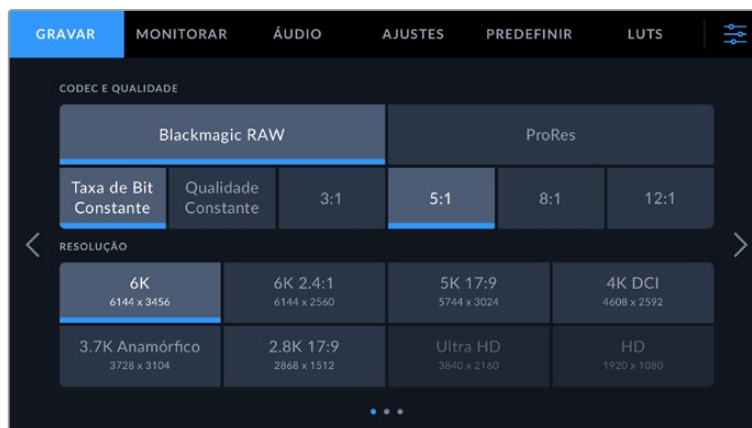 GRAVAR MONITORAR ÁUDIO AJUSTES PREDEFINIR LUTS
CODEC E QUALIDADE
Blackmagic RAW ProRes
Taxa de Bit Constante Qualidade Constante 3:1 5:1 8:1 12:1
RESOLUÇÃO
6K 6K 2.4:1 5K 17:9 4K DCI
6144 x 3456 6144 x 2560 5744 x 3024 4608 x 2592
3.7K Anamórfico 2.8K 17:9 Ultra HD HD
3728 x 3104 2868 x 1512 3840 x 2160 1920 x 1080